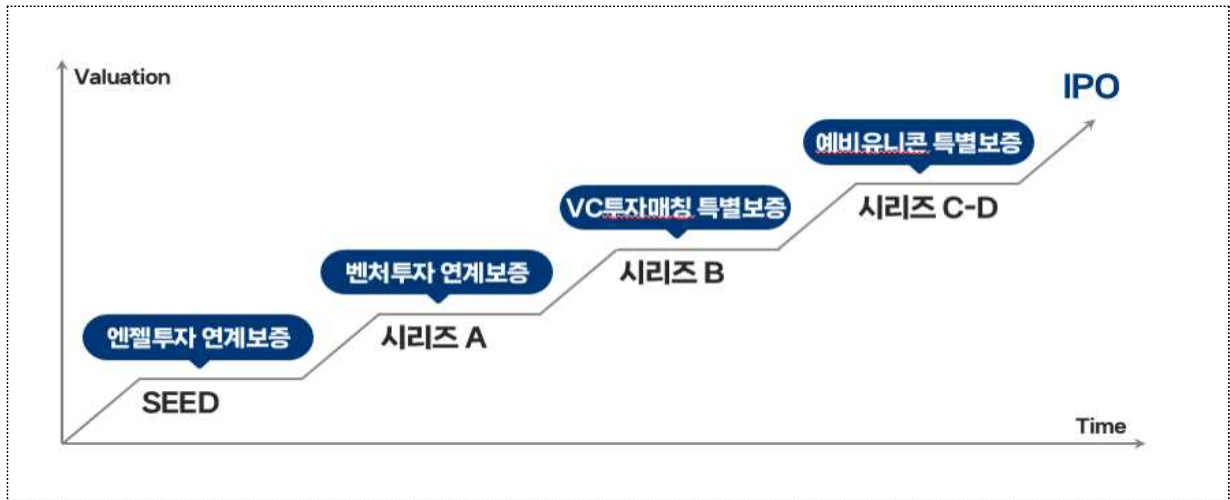 Valuation
IPO
예비유니콘 특별보증
시리즈 C-D
VC투자매칭 특별보증
시리즈 B
벤처투자 연계보증
시리즈 A
엔젤투자 연계보증
SEED
Time